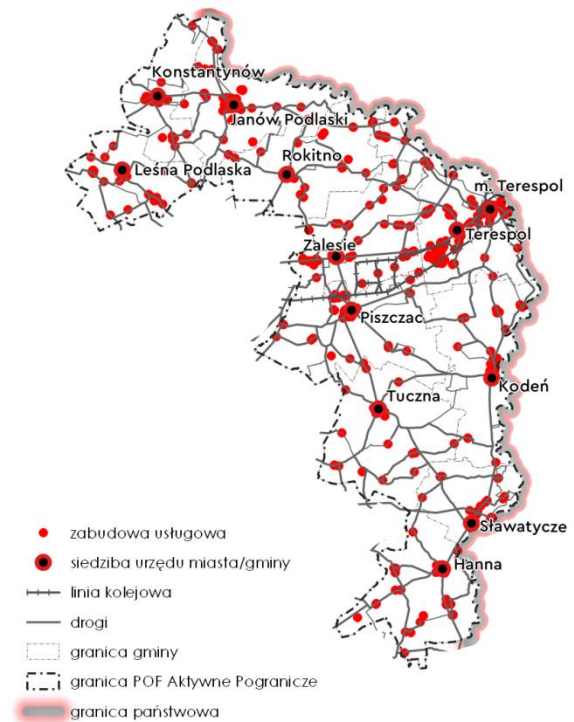 Konstantynów
Janów Podlaski
Rokitno
Leśna Podlaska
m. Terespol
Terespol
Zalesie
Piszczac
Kodeń
Tuczna
Sławatycze
Hanna
zabudowa usługowa
siedziba urzędu miasta/gminy
linia kolejowa
drogi
granica gminy
granica POF Aktywne Pogranicze
granica państwowa